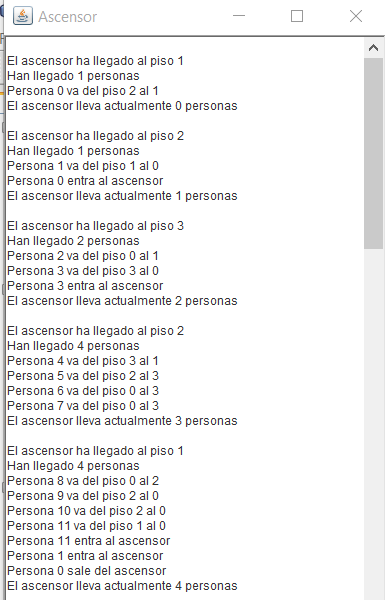 Ascensor
El ascensor ha llegado al piso 1
Han llegado 1 personas
Persona 0 va del piso 2 al 1
El ascensor lleva actualmente 0 personas
El ascensor ha llegado al piso 2
Han llegado 1 personas
Persona 1 va del piso 1 al 0
Persona 0 entra al ascensor
El ascensor lleva actualmente 1 personas
El ascensor ha llegado al piso 3
Han llegado 2 personas
Persona 2 va del piso 0 al 1
Persona 3 va del piso 3 al 0
Persona 3 entra al ascensor
El ascensor lleva actualmente 2 personas
El ascensor ha llegado al piso 2
Han llegado 4 personas
Persona 4 va del piso 3 al 1
Persona 5 va del piso 2 al 3
Persona 6 va del piso 0 al 3
Persona 7 va del piso 0 al 3
El ascensor lleva actualmente 3 personas
El ascensor ha llegado al piso 1
Han llegado 4 personas
Persona 8 va del piso 0 al 2
Persona 9 va del piso 2 al 0
Persona 10 va del piso 2 al 0
Persona 11 va del piso 1 al 0
Persona 11 entra al ascensor
Persona 1 entra al ascensor
Persona 0 sale del ascensor
El ascensor lleva actualmente 4 personas